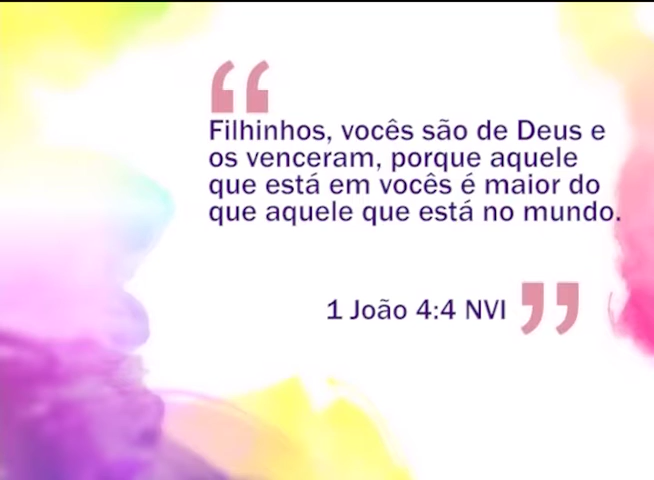 “
Filhinhos, vocês são de Deus e
os venceram, porque aquele
que está em vocês é maior do
que aquele que está no mundo.
1 João 4:4 NVI ”